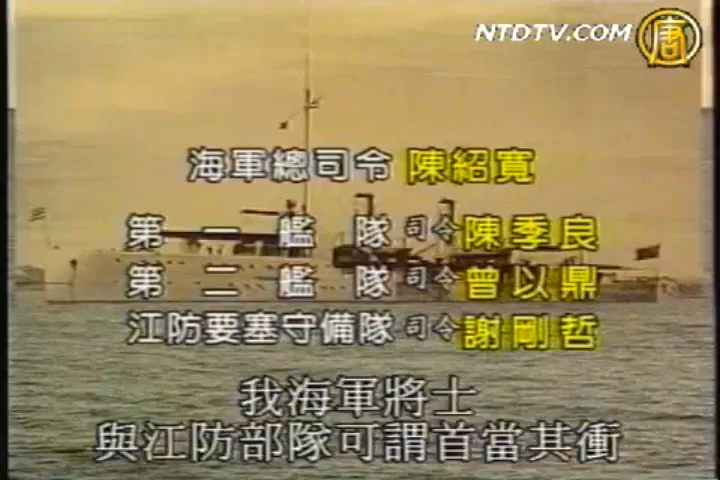 NTDTV.COM
唐
海軍總司令 陳紹寬
第一艦隊 司令 陳季良
第二艦隊 司令 曾以鼎
江防要塞守備隊 司令 謝剛哲
我海軍將士
與江防部隊可謂首當其衝